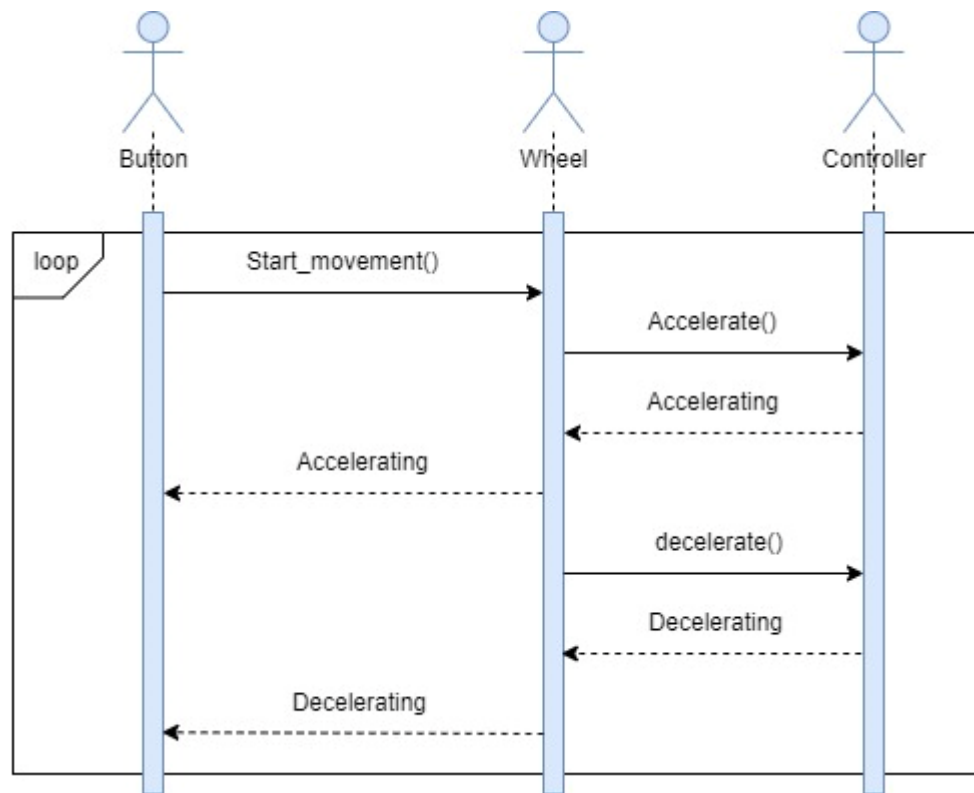 Button
Wheel
Controller
loop
Start_movement()
Accelerate()
Accelerating
Accelerating
decelerate()
Decelerating
Decelerating